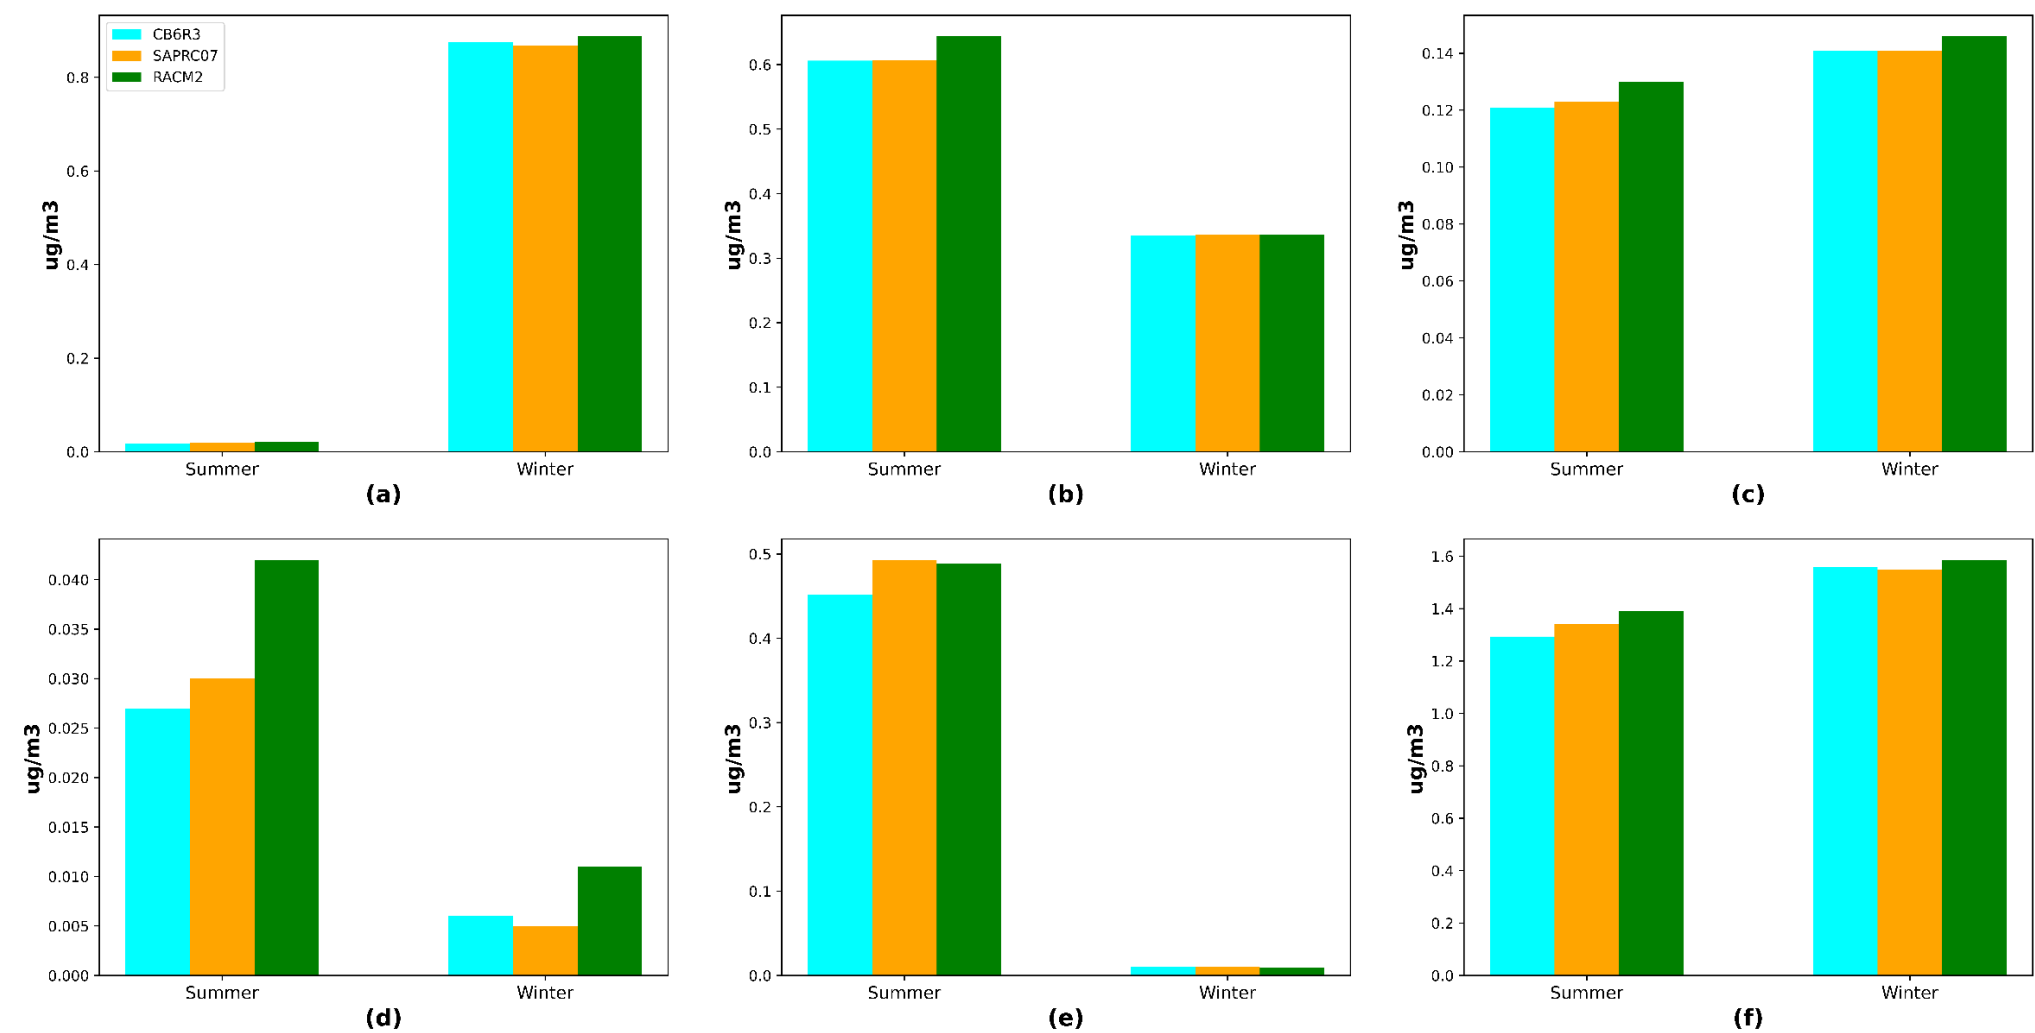 CB6R3
SAPRC07
RACM2
0.8
0.6
0.4
0.2
0.0
ug/m3
Summer
Winter
(a)
0.6
0.5
0.4
0.3
0.2
0.1
0.0
ug/m3
Summer
Winter
(b)
0.14
0.12
0.10
0.08
0.06
0.04
0.02
0.00
ug/m3
Summer
Winter
(c)
0.040
0.035
0.030
0.025
0.020
0.015
0.010
0.005
0.000
ug/m3
Summer
Winter
(d)
0.5
0.4
0.3
0.2
0.1
0.0
ug/m3
Summer
Winter
(e)
1.6
1.4
1.2
1.0
0.8
0.6
0.4
0.2
0.0
ug/m3
Summer
Winter
(f)